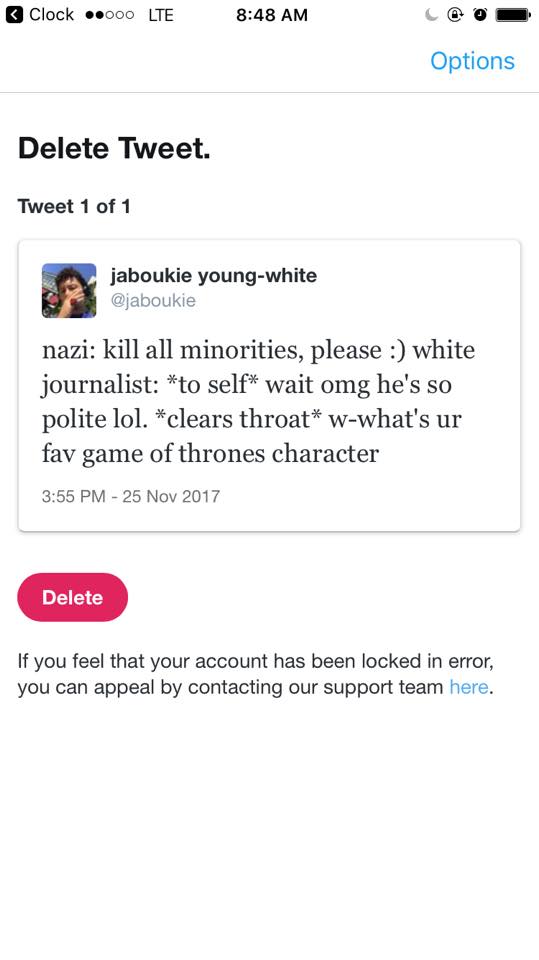 Clock LTE 8:48 AM
Options
Delete Tweet.
Tweet 1 of 1
jaboukie young-white
@jaboukie
nazi: kill all minorities, please :) white
journalist: *to self* wait omg he's so
polite lol. *clears throat* w-what's ur
fav game of thrones character
3:55 PM - 25 Nov 2017
Delete
If you feel that your account has been locked in error,
you can appeal by contacting our support team here.